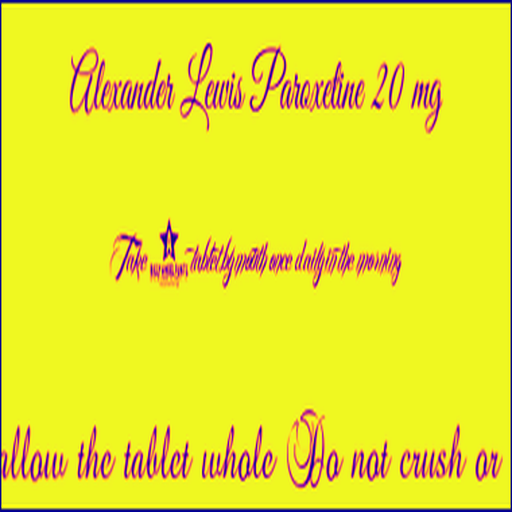 Alexander Lewis Paroxetine 20 mg
Take tablet by mouth once daily in the morning
the tablet whole Do not crush or